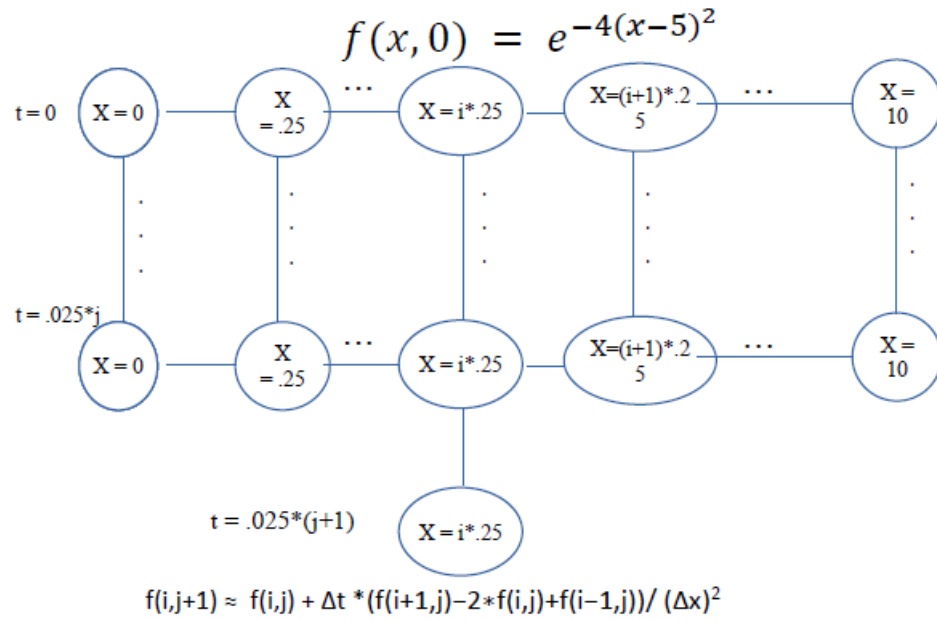 f(x, 0) = e^{-4(x-5)^2}
t = 0
X = 0
X
= .25
...
X = i*.25
X=(i+1)*.2
5
...
X =
10
t = .025*j
X = 0
X
= .25
...
X = i*.25
X=(i+1)*.2
5
...
X =
10
t = .025*(j+1)
X = i*.25
f(i,j+1) ≈ f(i,j) + Δt *(f(i+1,j)−2*f(i,j)+f(i−1,j))/ (Δx)²